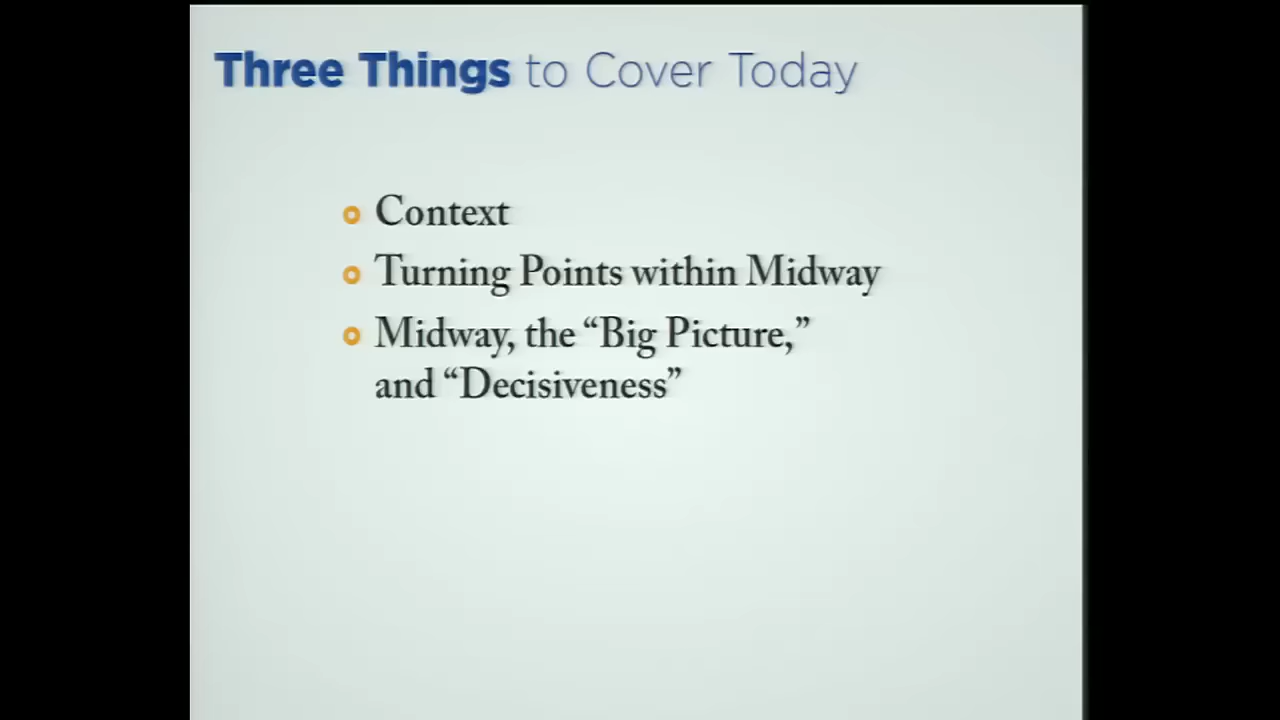 Three Things to Cover Today
Context
Turning Points within Midway
Midway, the “Big Picture,”
and “Decisiveness”